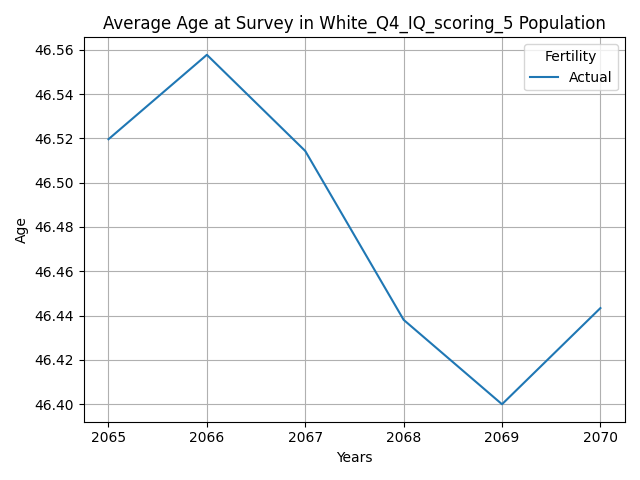 Average Age at Survey in White_Q4_IQ_scoring_5 Population
Fertility
Actual
46.56
46.54
46.52
46.50
46.48
46.46
46.44
46.42
46.40
Age
2065 2066 2067 2068 2069 2070
Years